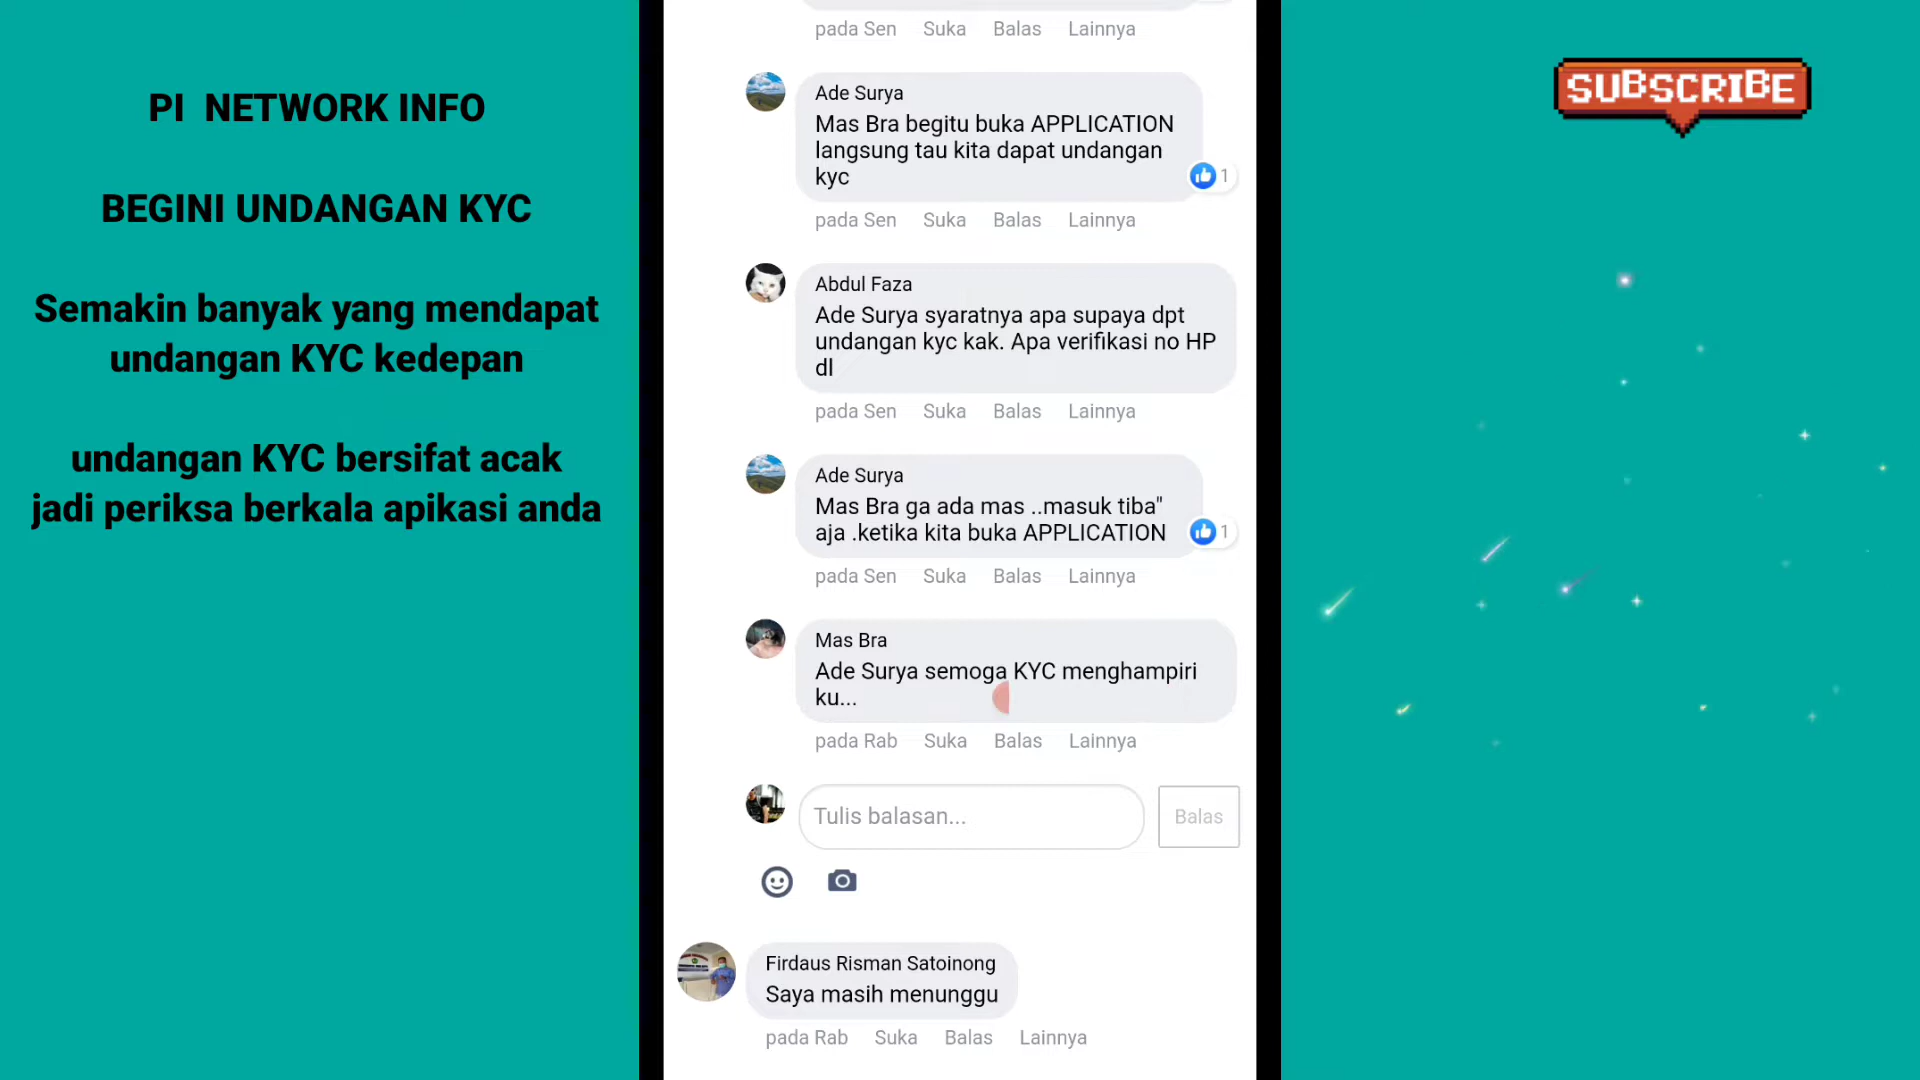 PI NETWORK INFO
BEGINI UNDANGAN KYC
Semakin banyak yang mendapat
undangan KYC kedepan
undangan KYC bersifat acak
jadi periksa berkala apikasi anda
pada Sen Suka Balas Lainnya
Ade Surya
Mas Bra begitu buka APPLICATION
langsung tau kita dapat undangan
kyc
1
pada Sen Suka Balas Lainnya
Abdul Faza
Ade Surya syaratnya apa supaya dpt
undangan kyc kak. Apa verifikasi no HP
dl
pada Sen Suka Balas Lainnya
Ade Surya
Mas Bra ga ada mas ..masuk tiba"
aja .ketika kita buka APPLICATION
1
pada Sen Suka Balas Lainnya
Mas Bra
Ade Surya semoga KYC menghampiri
ku...
pada Rab Suka Balas Lainnya
Tulis balasan...
Balas
Firdaus Risman Satoinong
Saya masih menunggu
pada Rab Suka Balas Lainnya
SUBSCRIBE